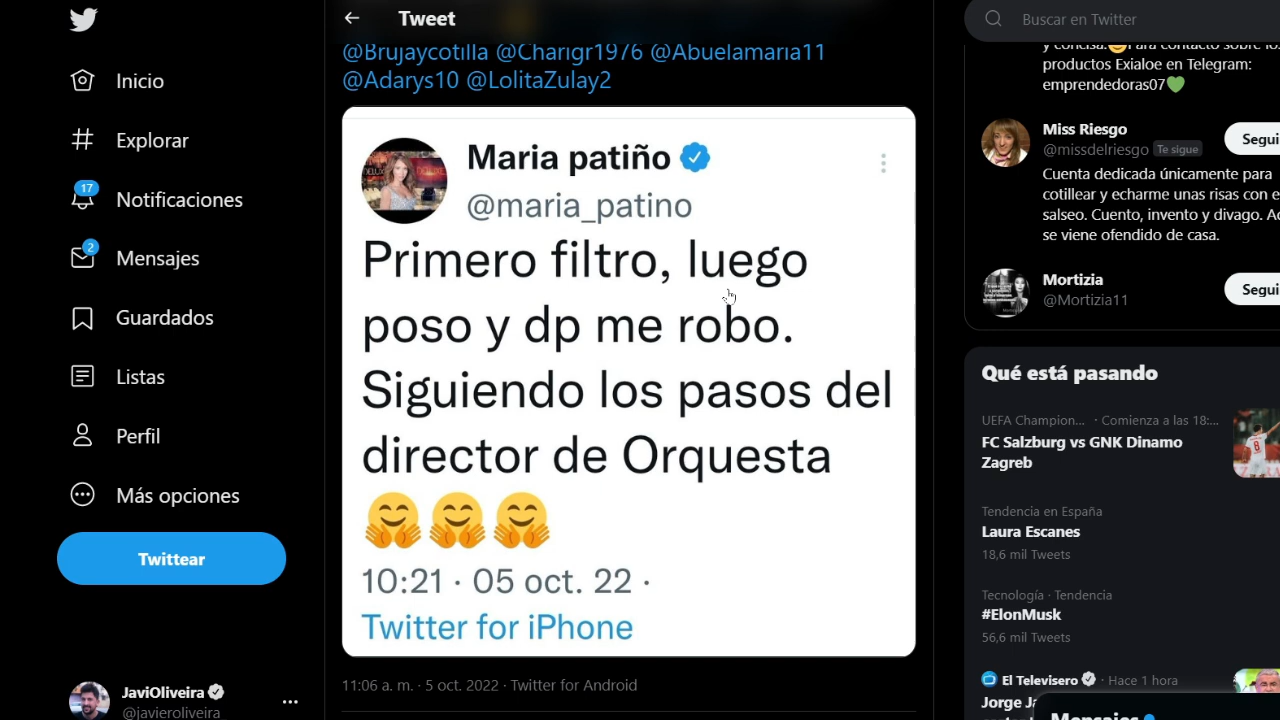 Tweet
@Brujaycotilla @Charigr1976 @Abuelamaria11
@Adarys10 @LolitaZulay2
Inicio
Explorar
17
Notificaciones
2
Mensajes
Guardados
Listas
Perfil
Más opciones
Twittear
JaviOliveira
@javieroliveira
Maria patiño
@maria_patino
Primero filtro, luego
poso y dp me robo.
Siguiendo los pasos del
director de Orquesta
🤗🤗🤗
10:21 · 05 oct. 22 ·
Twitter for iPhone
11:06 a. m. · 5 oct. 2022 · Twitter for Android
Buscar en Twitter
y concisa.😊Para contacto sobre los
productos Exialoe en Telegram:
emprendedoras07💚
Miss Riesgo
@missdelriesgo Te sigue
Segui
Cuenta dedicada únicamente para
cotillear y echarme unas risas con e
salseo. Cuento, invento y divago. A
se viene ofendido de casa.
Mortizia
@Mortizia11
Segui
Qué está pasando
UEFA Champion... · Comienza a las 18:...
FC Salzburg vs GNK Dinamo
Zagreb
8
Tendencia en España
Laura Escanes
18,6 mil Tweets
Tecnología · Tendencia
#ElonMusk
56,6 mil Tweets
El Televisero · Hace 1 hora
Jorge
Mensajes